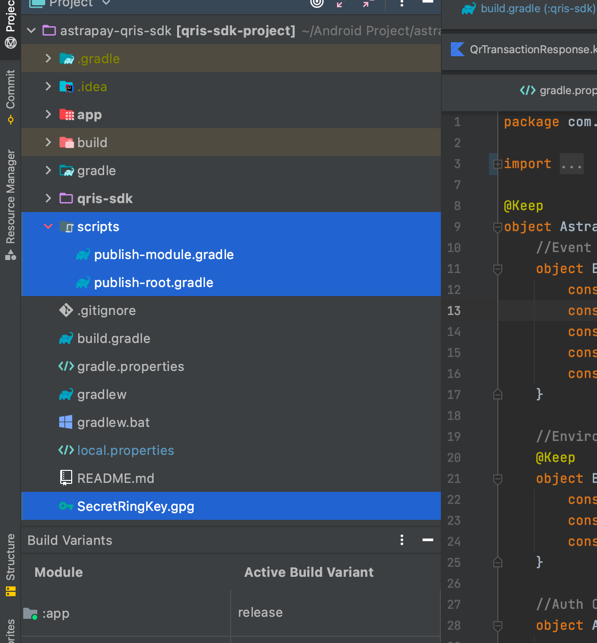 Project
build.gradle (:qris-sdk)
astrapay-qris-sdk [qris-sdk-project] ~/Android Project/astra
QrTransactionResponse.k
.gradle
.idea
gradle.prop
app
build
gradle
qris-sdk
scripts
publish-module.gradle
publish-root.gradle
.gitignore
build.gradle
gradle.properties
gradlew
gradlew.bat
local.properties
README.md
SecretRingKey.gpg
Build Variants
Module
Active Build Variant
:app
release
Project
Commit
Resource Manager
Structure
rites
1 package com.
2
3 import ...
7
8 @Keep
9 object Astra
10 //Event
11 object E
12 cons
13 cons
14 cons
15 cons
16 cons
17 }
18
19 //Enviro
20 @Keep
21 object E
22 cons
23 cons
24 cons
25 }
26
27 //Auth C
28 object A